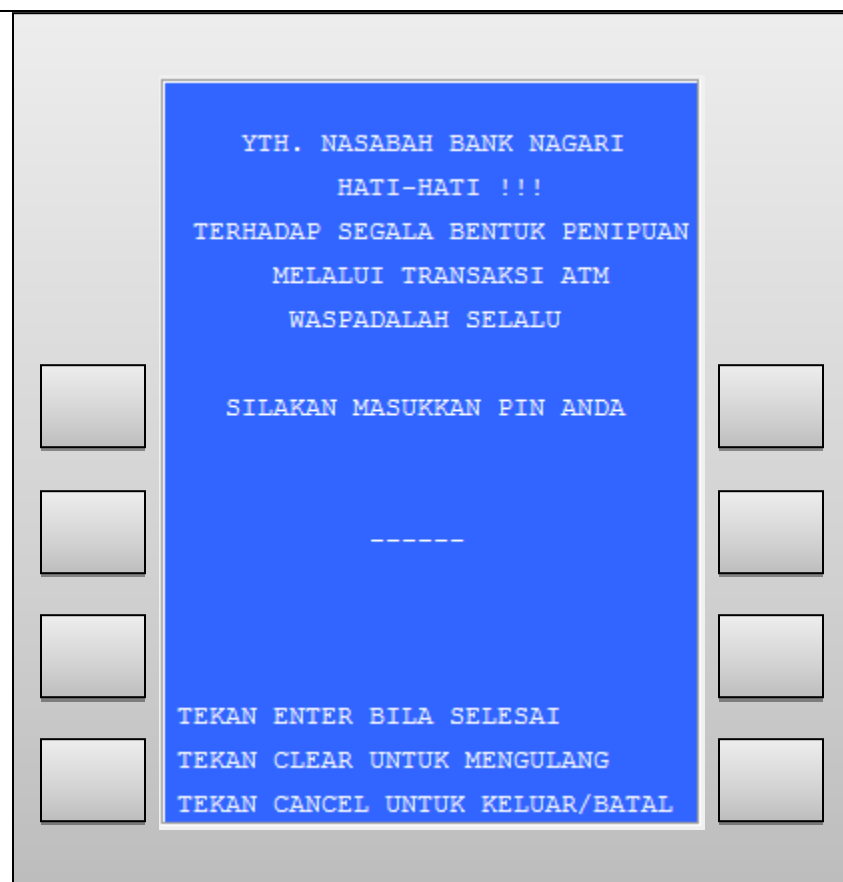 YTH. NASABAH BANK NAGARI
HATI-HATI !!!
TERHADAP SEGALA BENTUK PENIPUAN
MELALUI TRANSAKSI ATM
WASPADALAH SELALU
SILAKAN MASUKKAN PIN ANDA
------
TEKAN ENTER BILA SELESAI
TEKAN CLEAR UNTUK MENGULANG
TEKAN CANCEL UNTUK KELUAR/BATAL